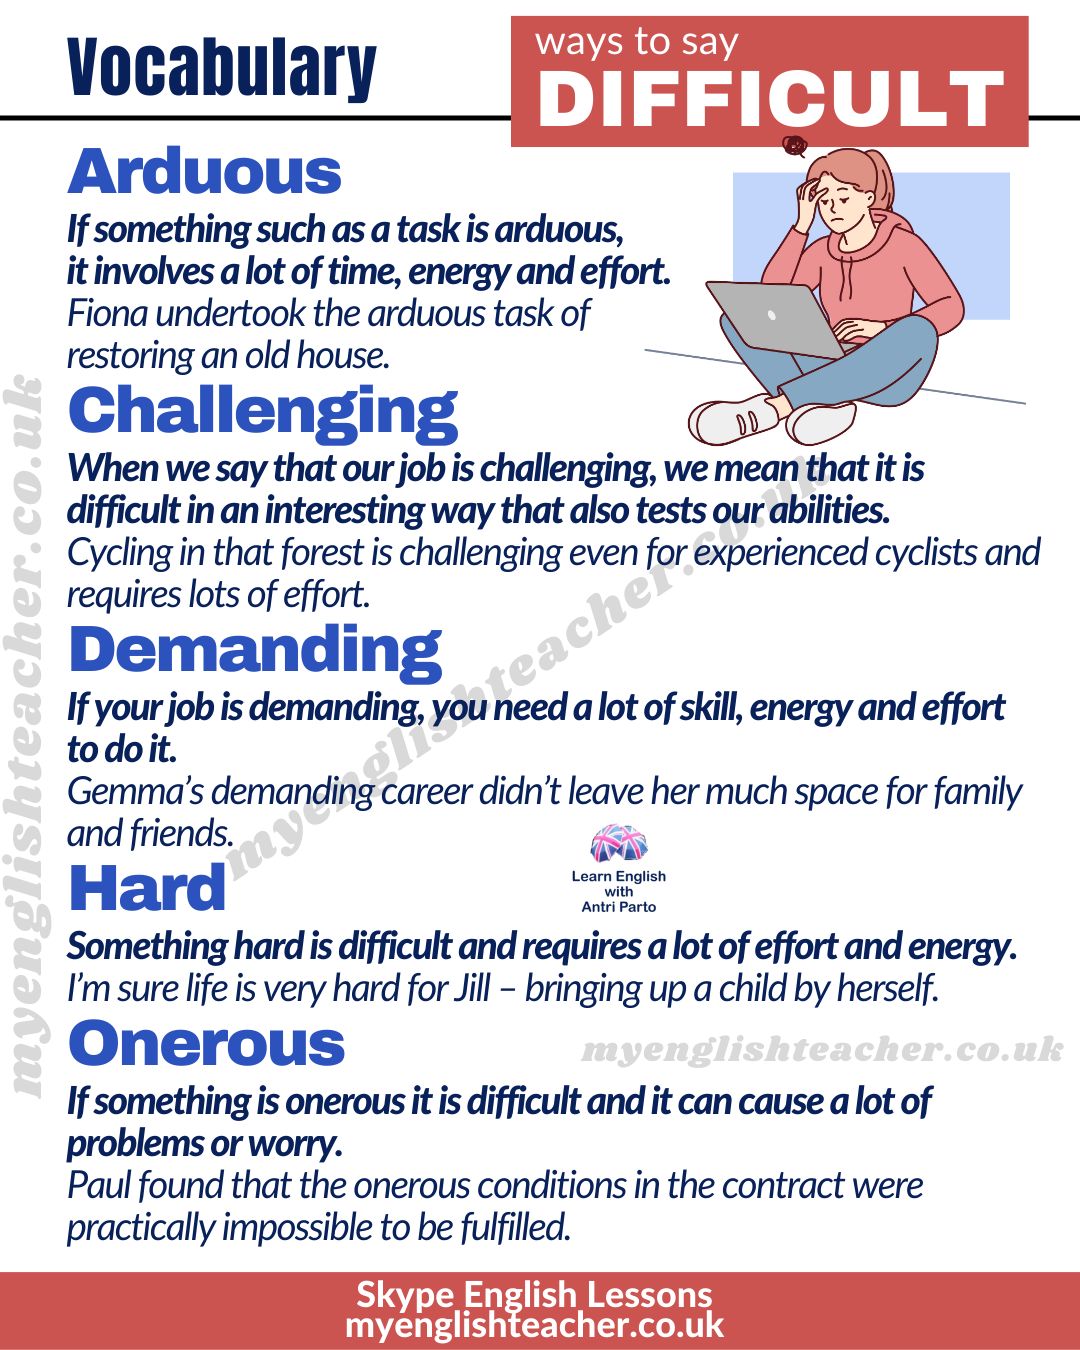 Vocabulary
ways to say
DIFFICULT
Arduous
If something such as a task is arduous,
it involves a lot of time, energy and effort.
Fiona undertook the arduous task of
restoring an old house.
Challenging
When we say that our job is challenging, we mean that it is
difficult in an interesting way that also tests our abilities.
Cycling in that forest is challenging even for experienced cyclists and
requires lots of effort.
Demanding
If your job is demanding, you need a lot of skill, energy and effort
to do it.
Gemma’s demanding career didn’t leave her much space for family
and friends.
Learn English
with
Antri Parto
Hard
Something hard is difficult and requires a lot of effort and energy.
I’m sure life is very hard for Jill – bringing up a child by herself.
Onerous
If something is onerous it is difficult and it can cause a lot of
problems or worry.
Paul found that the onerous conditions in the contract were
practically impossible to be fulfilled.
myenglishteacher.co.uk
myenglishteacher.co.uk
myenglishteacher.co.uk
Skype English Lessons
myenglishteacher.co.uk